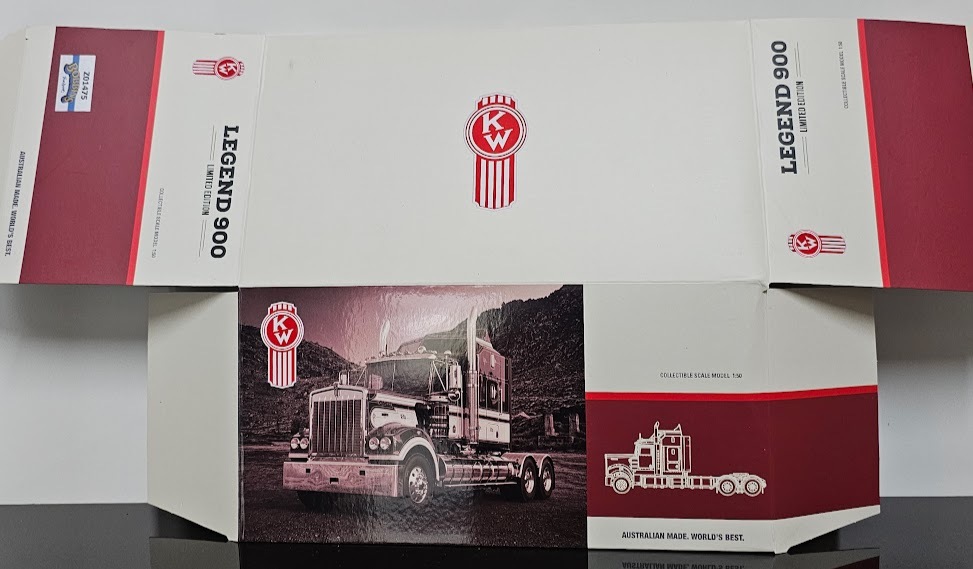 Z01475
AUSTRALIAN MADE. WORLD'S BEST.
KW
LEGEND 900
LIMITED EDITION
COLLECTIBLE SCALE MODEL 1:50
KW
LEGEND 900
LIMITED EDITION
COLLECTIBLE SCALE MODEL 1:50
KW
KW
COLLECTIBLE SCALE MODEL 1:50
AUSTRALIAN MADE. WORLD'S BEST.